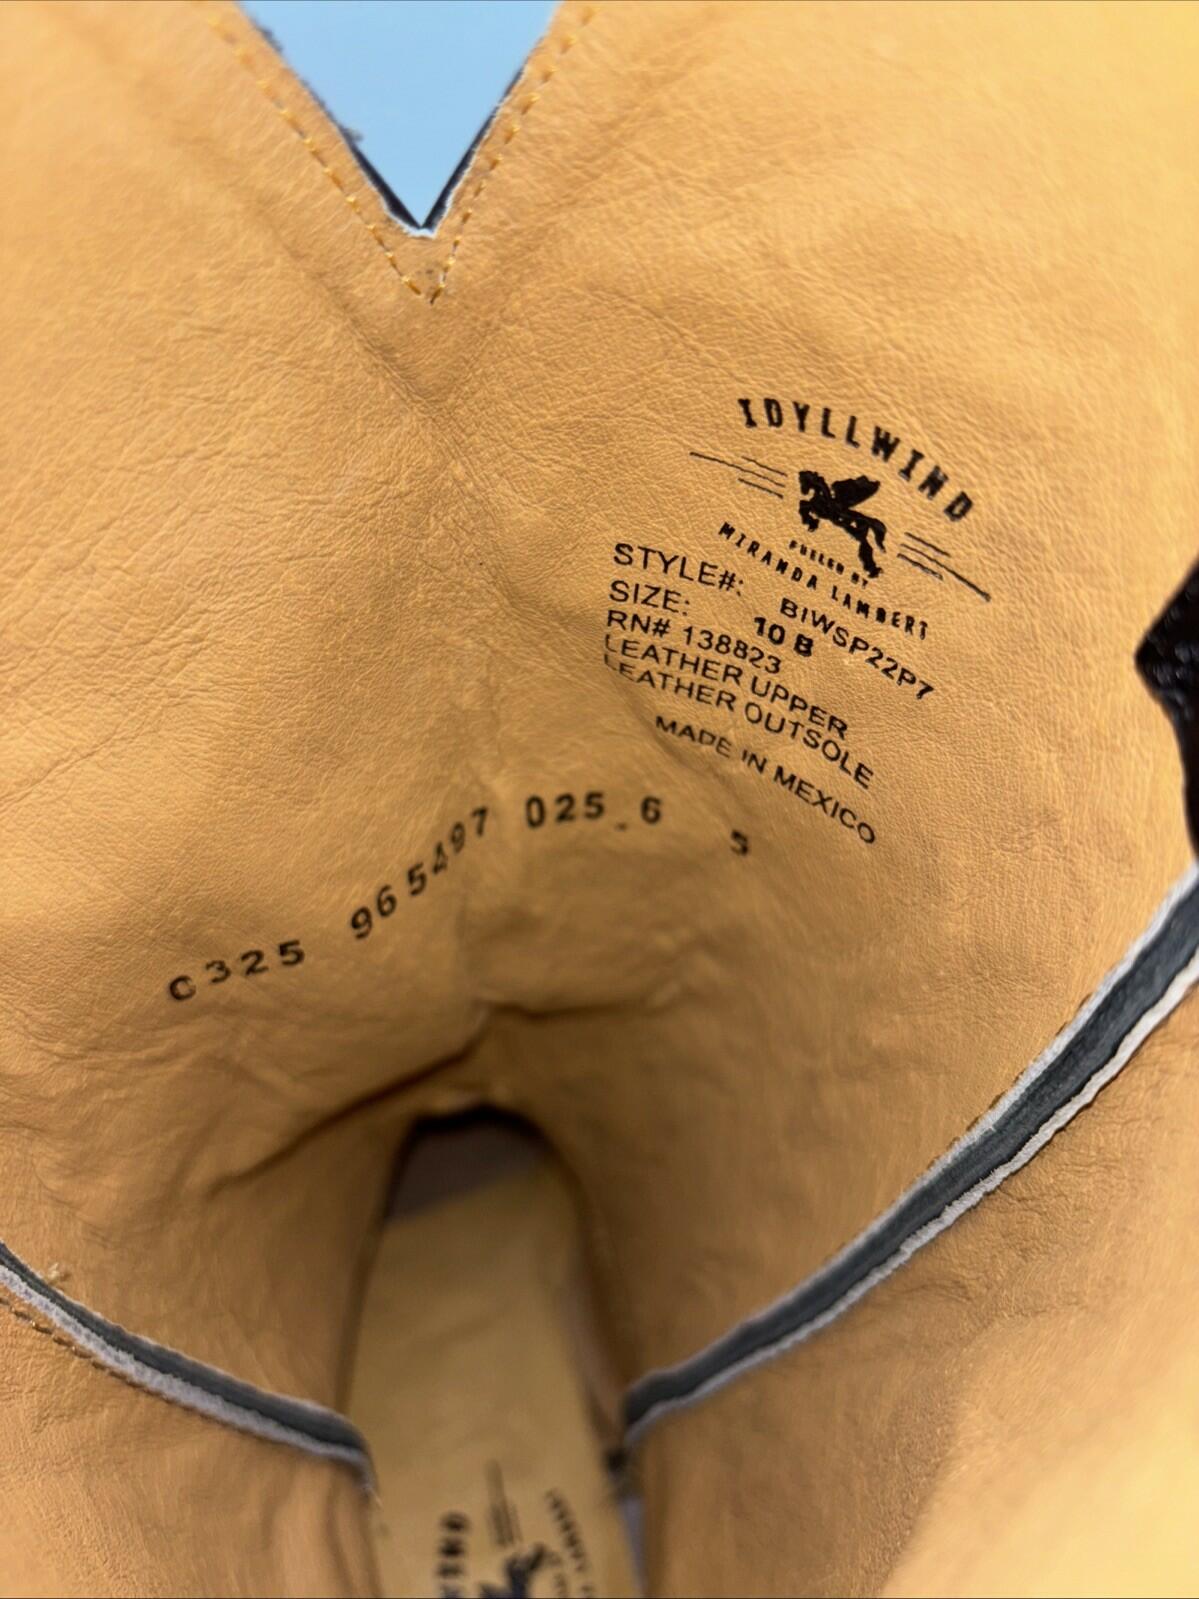 IDYLLWIND
FUELED BY
MIRANDA LAMBERT
STYLE#: BIWSP22P7
SIZE: 10 B
RN# 138823
LEATHER UPPER
LEATHER OUTSOLE
MADE IN MEXICO
C325 965497 025 6 5